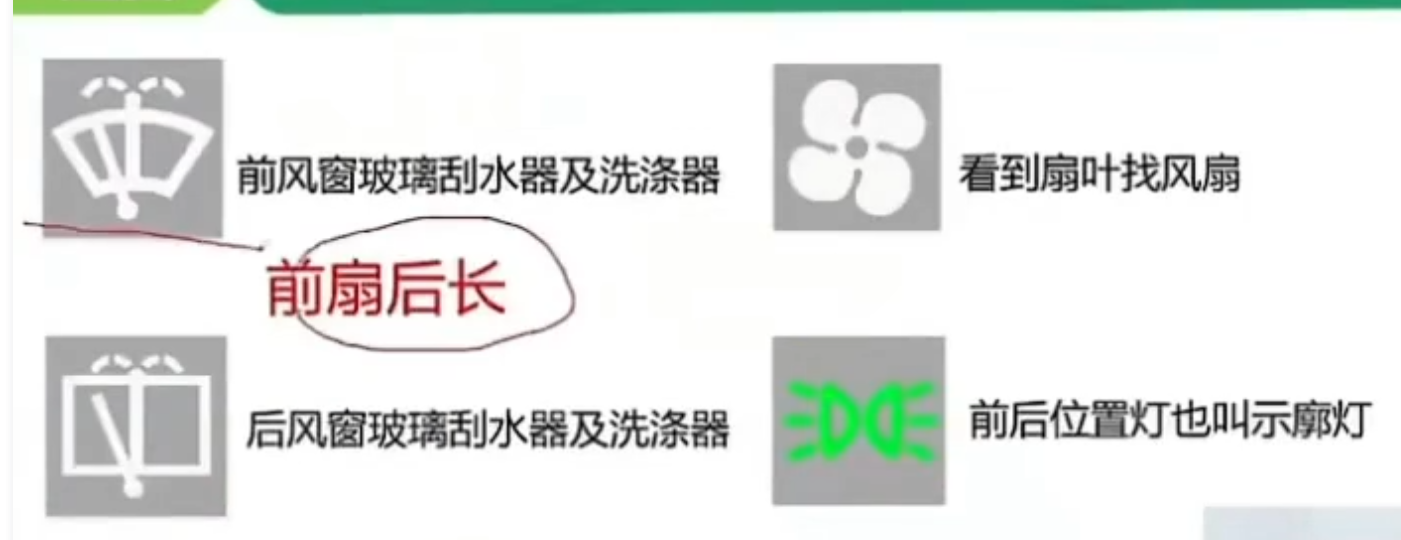 前风窗玻璃刮水器及洗涤器
看到扇叶找风扇
前扇后长
后风窗玻璃刮水器及洗涤器
前后位置灯也叫示廓灯